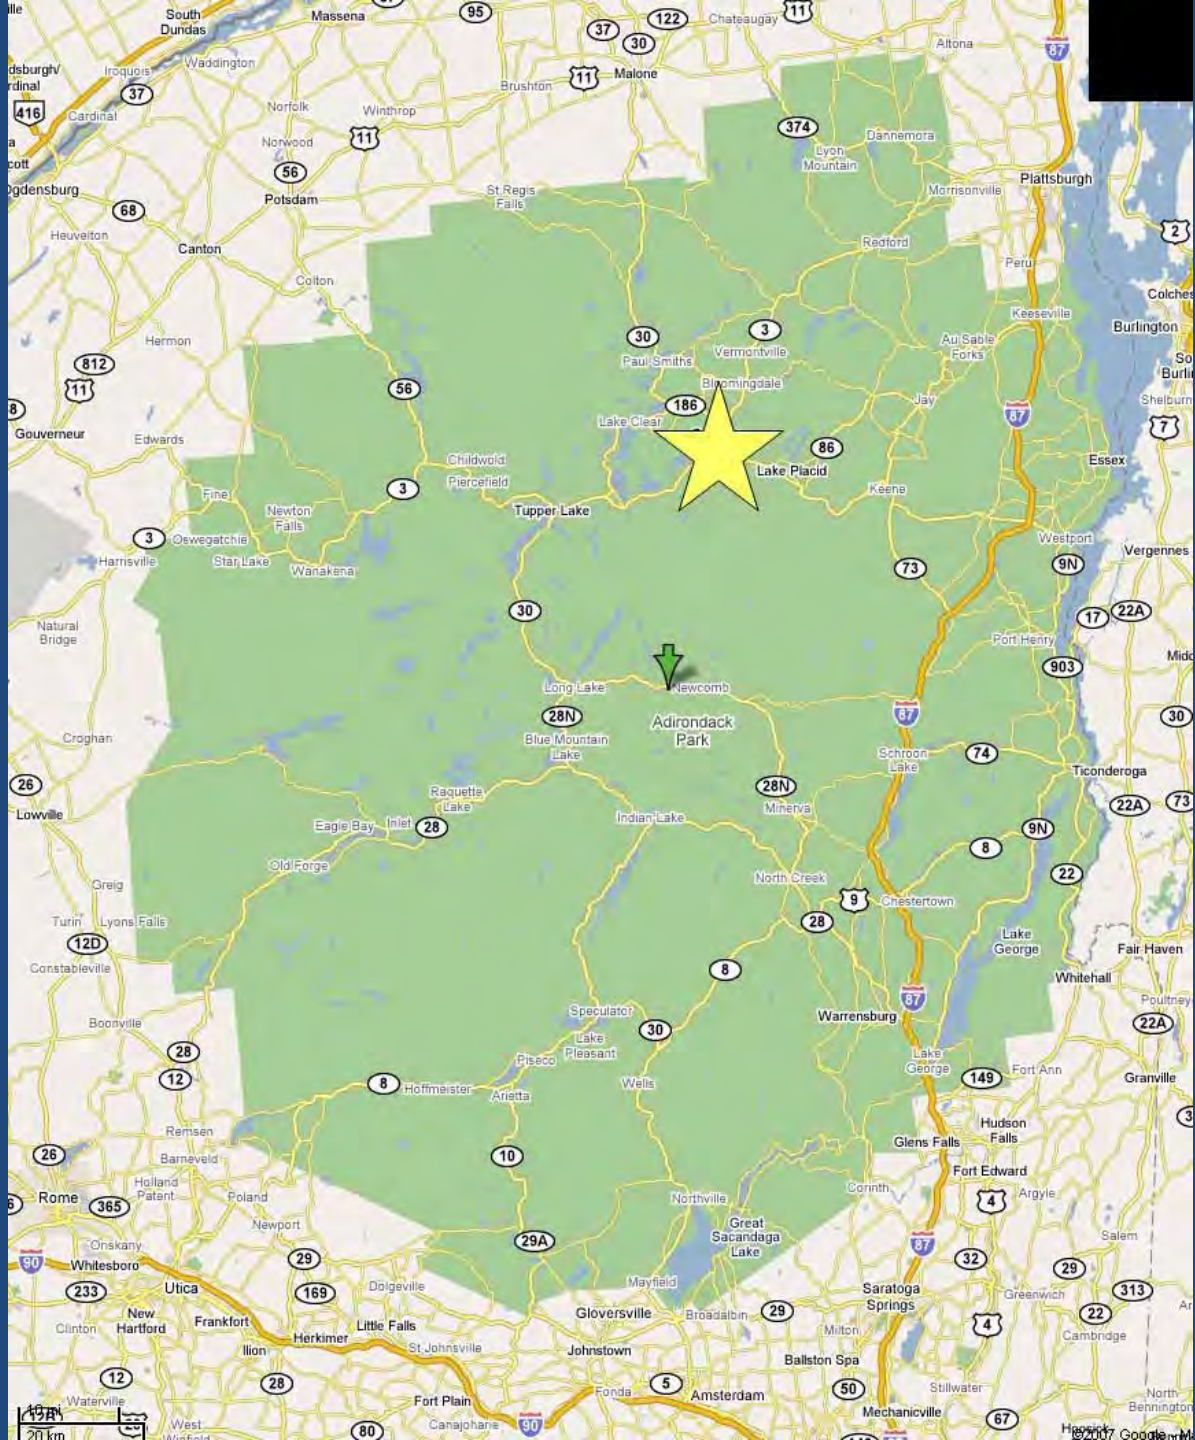 ville
South
Dundas
Massena
95
37
122
30
Chateaugay
11
Altona
87
Iroquois
Waddington
37
416
Cardinal
Brushton
11
Malone
Norfolk
Winthrop
11
Norwood
56
Potsdam
Ogdensburg
68
Heuvelton
Canton
St Regis
Falls
374
Dannemora
Lyon
Mountain
Morrisonville
Plattsburgh
2
Redford
Peru
Colton
Keeseville
Burlington
Hermon
812
11
56
30
Paul Smiths
3
Vermontville
Au Sable
Forks
Bloomingdale
186
Lake Clear
Jay
87
7
Gouverneur
Edwards
86
Lake Placid
Essex
Childwold
Piercefield
3
Keene
Fine
Newton
Falls
Tupper Lake
3
Oswegatchie
Harrisville
Star Lake
Wanakena
Westport
Vergennes
9N
73
30
17
22A
Natural
Bridge
Port Henry
903
Long Lake
Newcomb
28N
Adirondack
Park
87
30
Croghan
Blue Mountain
Lake
Schroon
Lake
74
Ticonderoga
26
Lowville
Raquette
Lake
28N
Minerva
22A
73
Eagle Bay
Inlet
28
Indian Lake
9N
8
Old Forge
22
Greig
North Creek
9
Chestertown
Turin
Lyons Falls
28
12D
Constableville
Lake
George
Fair Haven
8
Whitehall
87
Poultney
Boonville
Speculator
Warrensburg
22A
30
Lake
Pleasant
28
12
Piseco
Lake
George
Fort Ann
149
Granville
8
Hoffmeister
Arietta
Wells
Remsen
Hudson
Falls
26
Barneveld
10
Glens Falls
Fort Edward
Holland
Patent
Rome
365
Poland
Northville
Corinth
4
Argyle
Newport
Great
Sacandaga
Lake
29A
Salem
90
Whitesboro
29
87
32
29
233
Utica
169
Dolgeville
Mayfield
Saratoga
Springs
Greenwich
313
New
Hartford
Clinton
Frankfort
Little Falls
Gloversville
Broadalbin
29
22
4
Cambridge
Ilion
Herkimer
St Johnsville
Johnstown
Milton
Ballston Spa
12
28
5
Fonda
Amsterdam
50
Stillwater
Waterville
Fort Plain
Canajoharie
90
Mechanicville
67
North
Bennington
West
80
20 km
©2007 Google